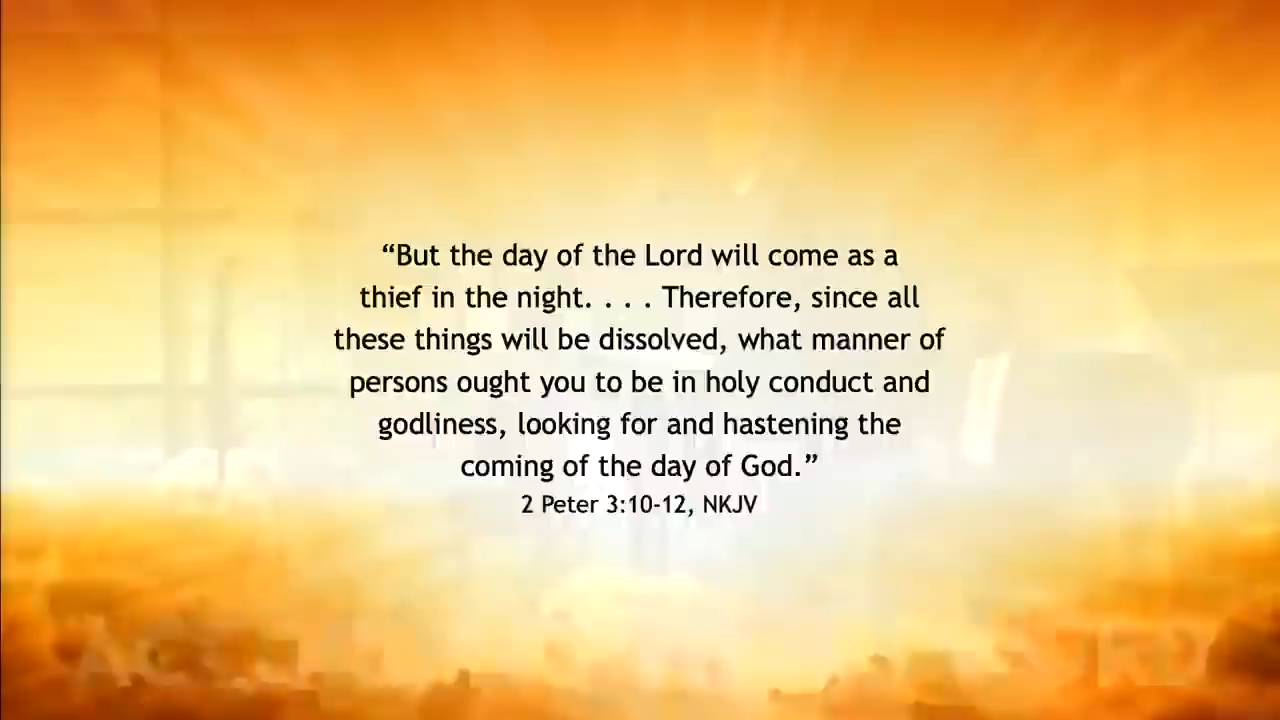 “But the day of the Lord will come as a
thief in the night. . . . Therefore, since all
these things will be dissolved, what manner of
persons ought you to be in holy conduct and
godliness, looking for and hastening the
coming of the day of God.”
2 Peter 3:10-12, NKJV